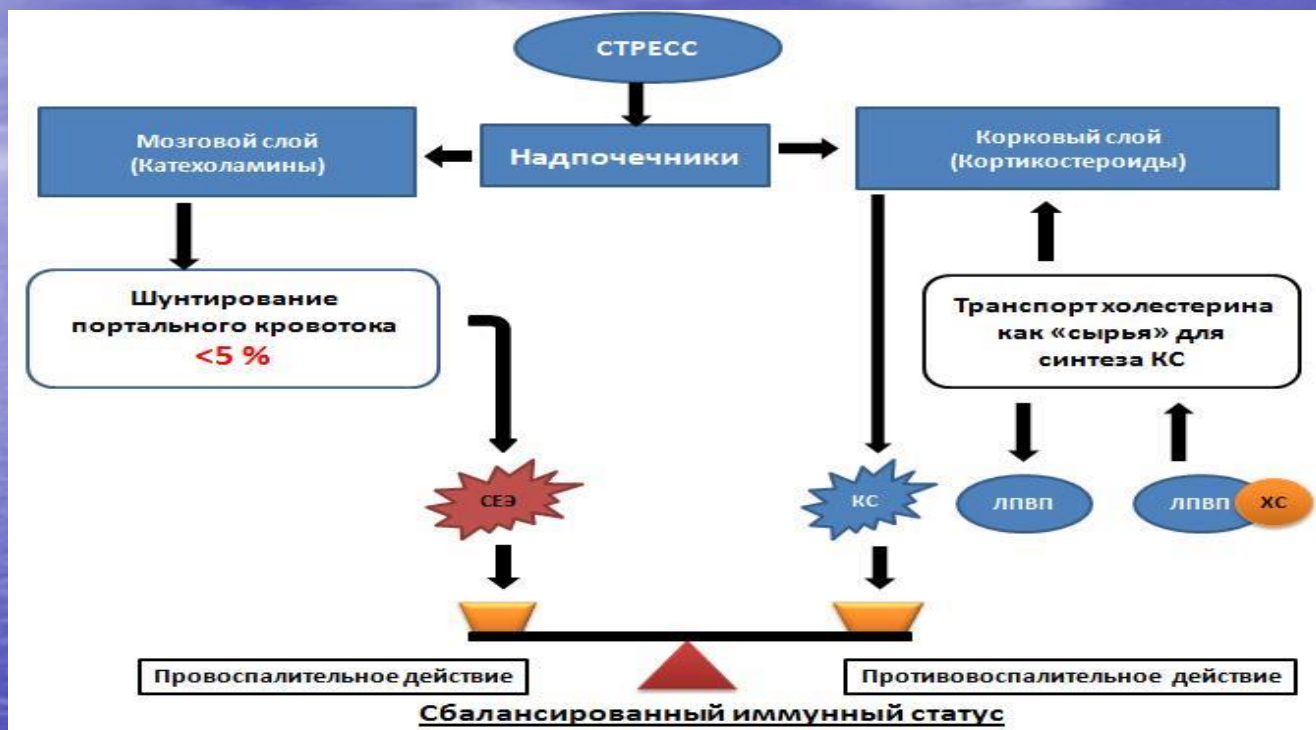 СТРЕСС
Мозговой слой
(Катехоламины)
Надпочечники
Корковый слой
(Кортикостероиды)
Шунтирование
портального кровотока
<5 %
Транспорт холестерина
как «сырья» для
синтеза КС
СЕЭ
КС
ЛПВП
ЛПВП
ХС
Провоспалительное действие
Противовоспалительное действие
Сбалансированный иммунный статус